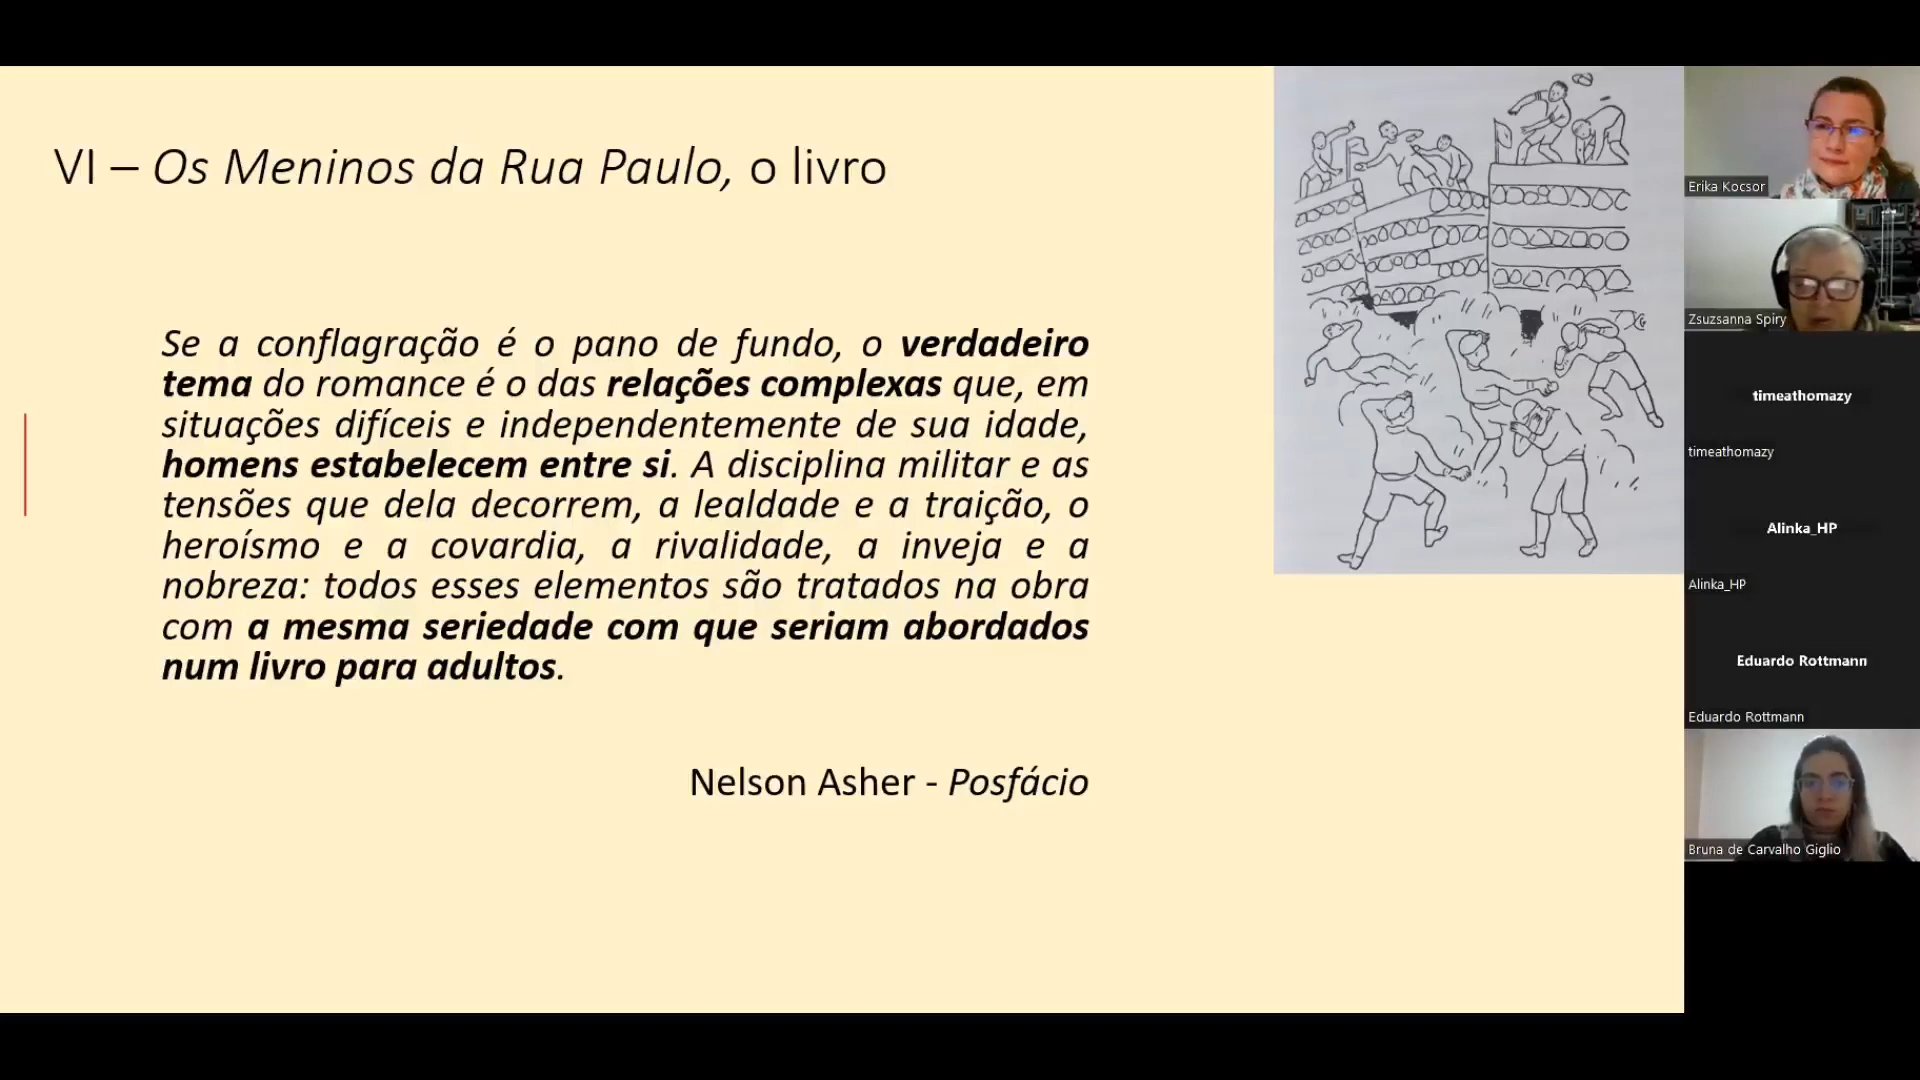 VI – Os Meninos da Rua Paulo, o livro
Se a conflagração é o pano de fundo, o verdadeiro
tema do romance é o das relações complexas que, em
situações difíceis e independentemente de sua idade,
homens estabelecem entre si. A disciplina militar e as
tensões que dela decorrem, a lealdade e a traição, o
heroísmo e a covardia, a rivalidade, a inveja e a
nobreza: todos esses elementos são tratados na obra
com a mesma seriedade com que seriam abordados
num livro para adultos.
Nelson Asher - Posfácio
Erika Kocsor
Zsuzsanna Spiry
timeathomazy
timeathomazy
Alinka_HP
Alinka_HP
Eduardo Rottmann
Eduardo Rottmann
Bruna de Carvalho Giglio